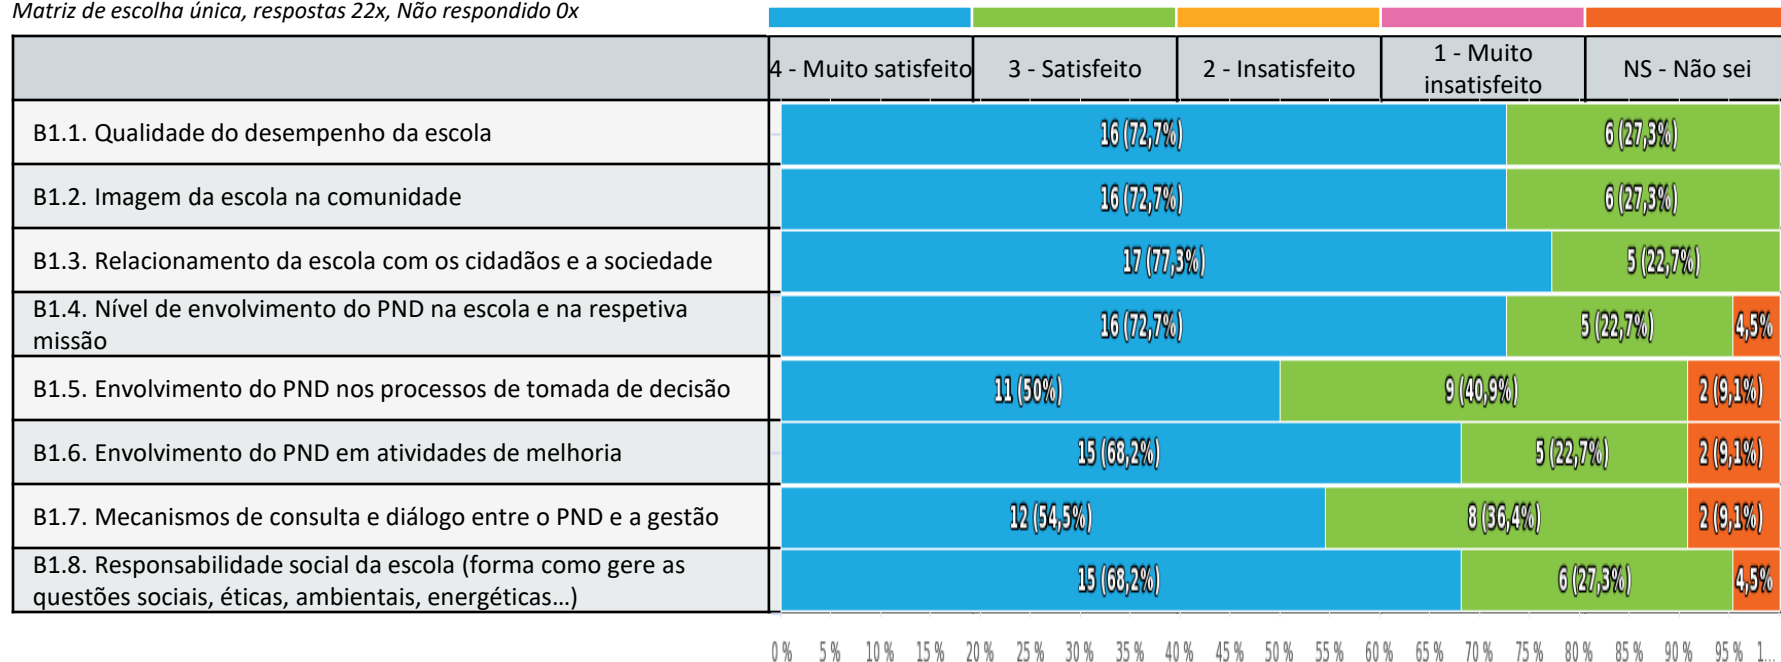 Matriz de escolha única, respostas 22x, Não respondido 0x
4 - Muito satisfeito 3 - Satisfeito 2 - Insatisfeito 1 - Muito insatisfeito NS - Não sei
B1.1. Qualidade do desempenho da escola 16 (72,7%) 6 (27,3%)
B1.2. Imagem da escola na comunidade 16 (72,7%) 6 (27,3%)
B1.3. Relacionamento da escola com os cidadãos e a sociedade 17 (77,3%) 5 (22,7%)
B1.4. Nível de envolvimento do PND na escola e na respetiva
missão 16 (72,7%) 5 (22,7%) 4,5%
B1.5. Envolvimento do PND nos processos de tomada de decisão 11 (50%) 9 (40,9%) 2 (9,1%)
B1.6. Envolvimento do PND em atividades de melhoria 15 (68,2%) 5 (22,7%) 2 (9,1%)
B1.7. Mecanismos de consulta e diálogo entre o PND e a gestão 12 (54,5%) 8 (36,4%) 2 (9,1%)
B1.8. Responsabilidade social da escola (forma como gere as
questões sociais, éticas, ambientais, energéticas…) 15 (68,2%) 6 (27,3%) 4,5%
0 % 5 % 10 % 15 % 20 % 25 % 30 % 35 % 40 % 45 % 50 % 55 % 60 % 65 % 70 % 75 % 80 % 85 % 90 % 95 % 1...